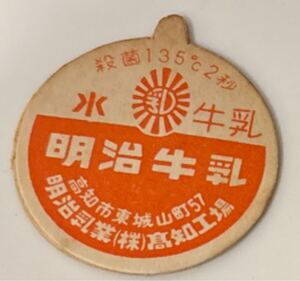 殺菌135℃2秒
水 乳 牛乳
明治牛乳
高知市東城山町57
明治乳業(株)高知工場